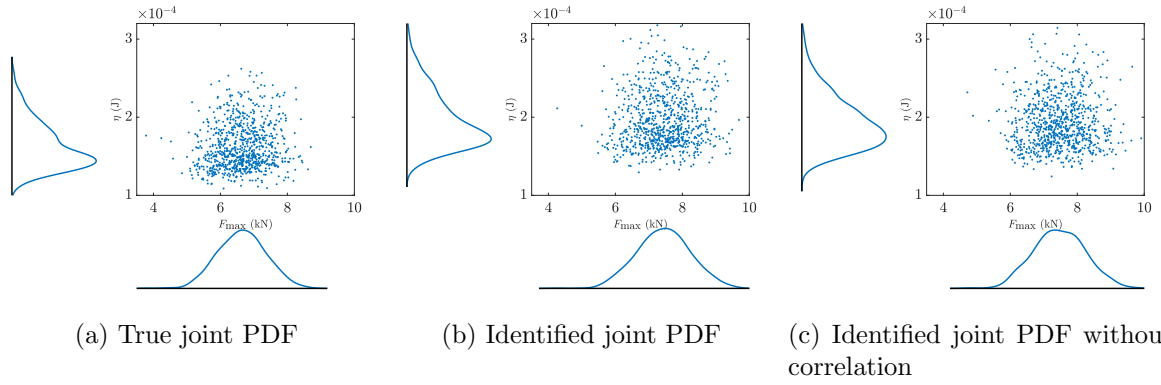 ×10⁻⁴
3
2
1
η (J)
4 6 8 10
F_max (kN)
(a) True joint PDF
×10⁻⁴
3
2
1
η (J)
4 6 8 10
F_max (kN)
(b) Identified joint PDF
×10⁻⁴
3
2
1
η (J)
4 6 8 10
F_max (kN)
(c) Identified joint PDF withou
correlation